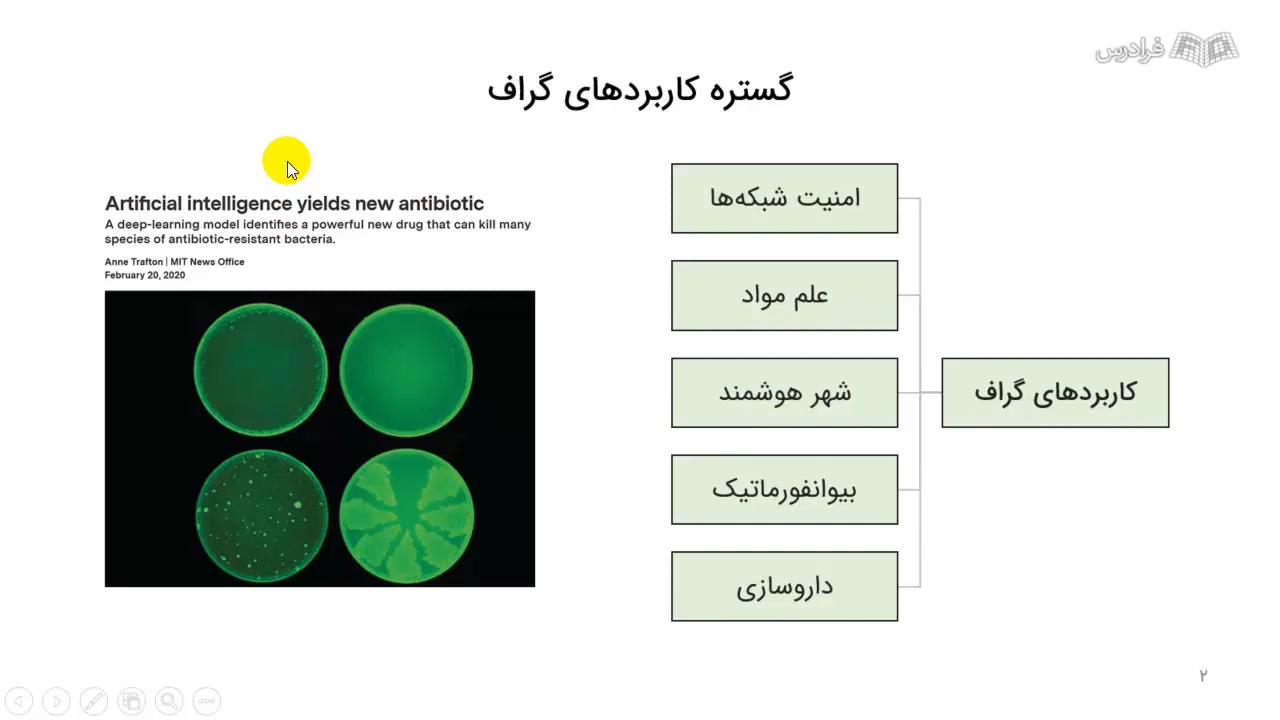 فرادرس
گستره کاربردهای گراف
کاربردهای گراف
امنیت شبکه‌ها
علم مواد
شهر هوشمند
بیوانفورماتیک
داروسازی
Artificial intelligence yields new antibiotic
A deep-learning model identifies a powerful new drug that can kill many
species of antibiotic-resistant bacteria.
Anne Trafton | MIT News Office
February 20, 2020
۲